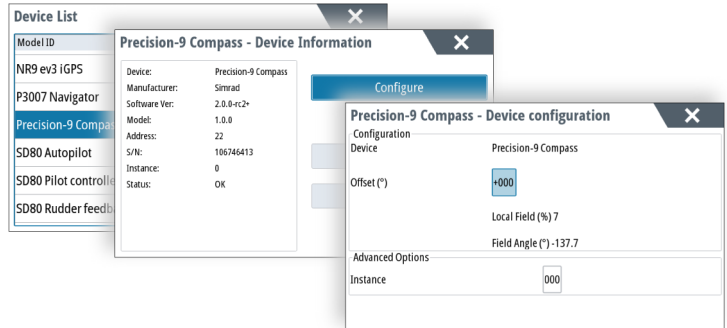 Device List
Model ID
NR9 ev3 iGPS
P3007 Navigator
Precision-9 Compas
SD80 Autopilot
SD80 Pilot controlle
SD80 Rudder feedb
Precision-9 Compass - Device Information
Device: Precision-9 Compass
Manufacturer: Simrad
Software Ver: 2.0.0-rc2+
Model: 1.0.0
Address: 22
S/N: 106746413
Instance: 0
Status: OK
Configure
Precision-9 Compass - Device configuration
Configuration
Device Precision-9 Compass
Offset (°) +000
Local Field (%) 7
Field Angle (°) -137.7
Advanced Options
Instance 000